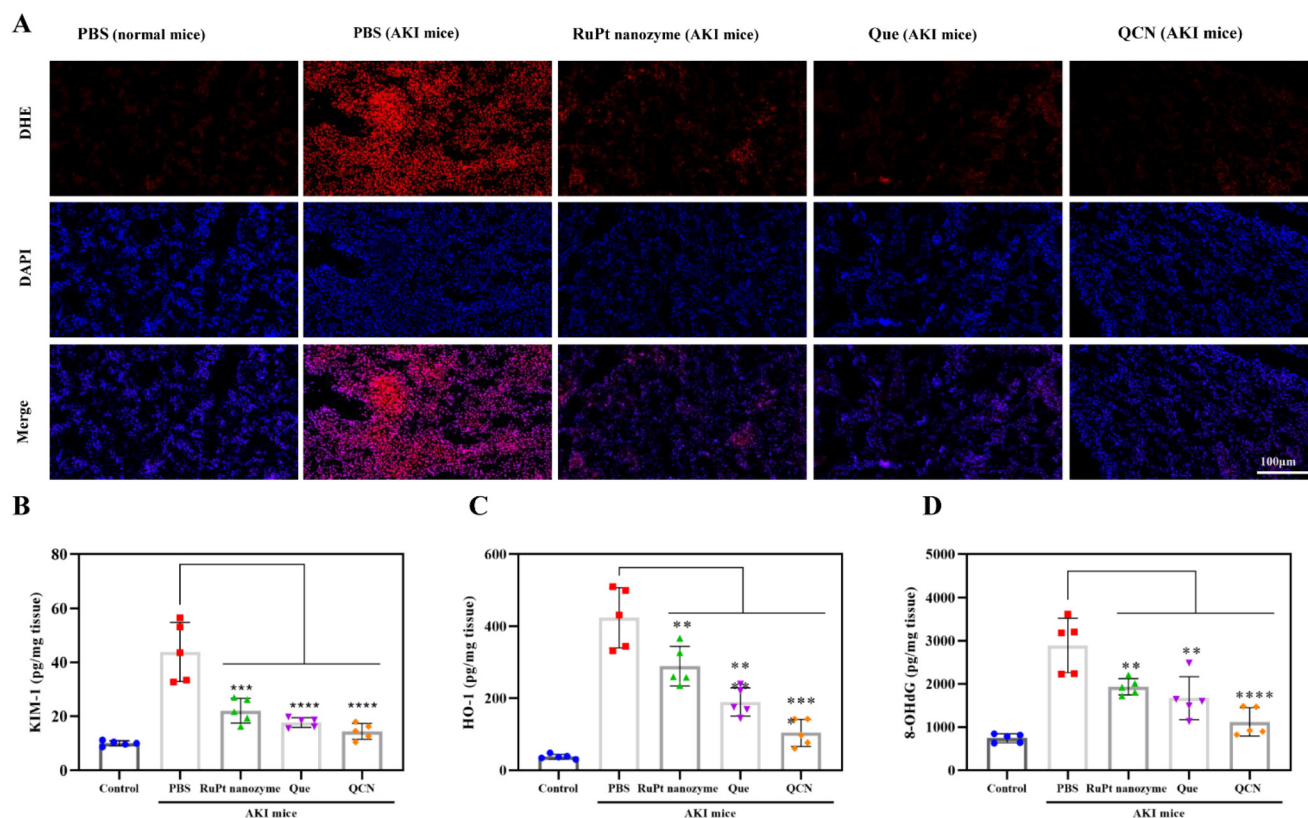 A
PBS (normal mice)
PBS (AKI mice)
RuPt nanozyme (AKI mice)
Que (AKI mice)
QCN (AKI mice)
DHE
DAPI
Merge
100μm
B
KIM-1 (pg/mg tissue)
80
60
40
20
0
***
****
****
Control
PBS
RuPt nanozyme
Que
QCN
AKI mice
C
HO-1 (pg/mg tissue)
600
400
200
0
**
**
**
***
*
Control
PBS
RuPt nanozyme
Que
QCN
AKI mice
D
8-OHdG (pg/mg tissue)
5000
4000
3000
2000
1000
0
**
**
****
Control
PBS
RuPt nanozyme
Que
QCN
AKI mice